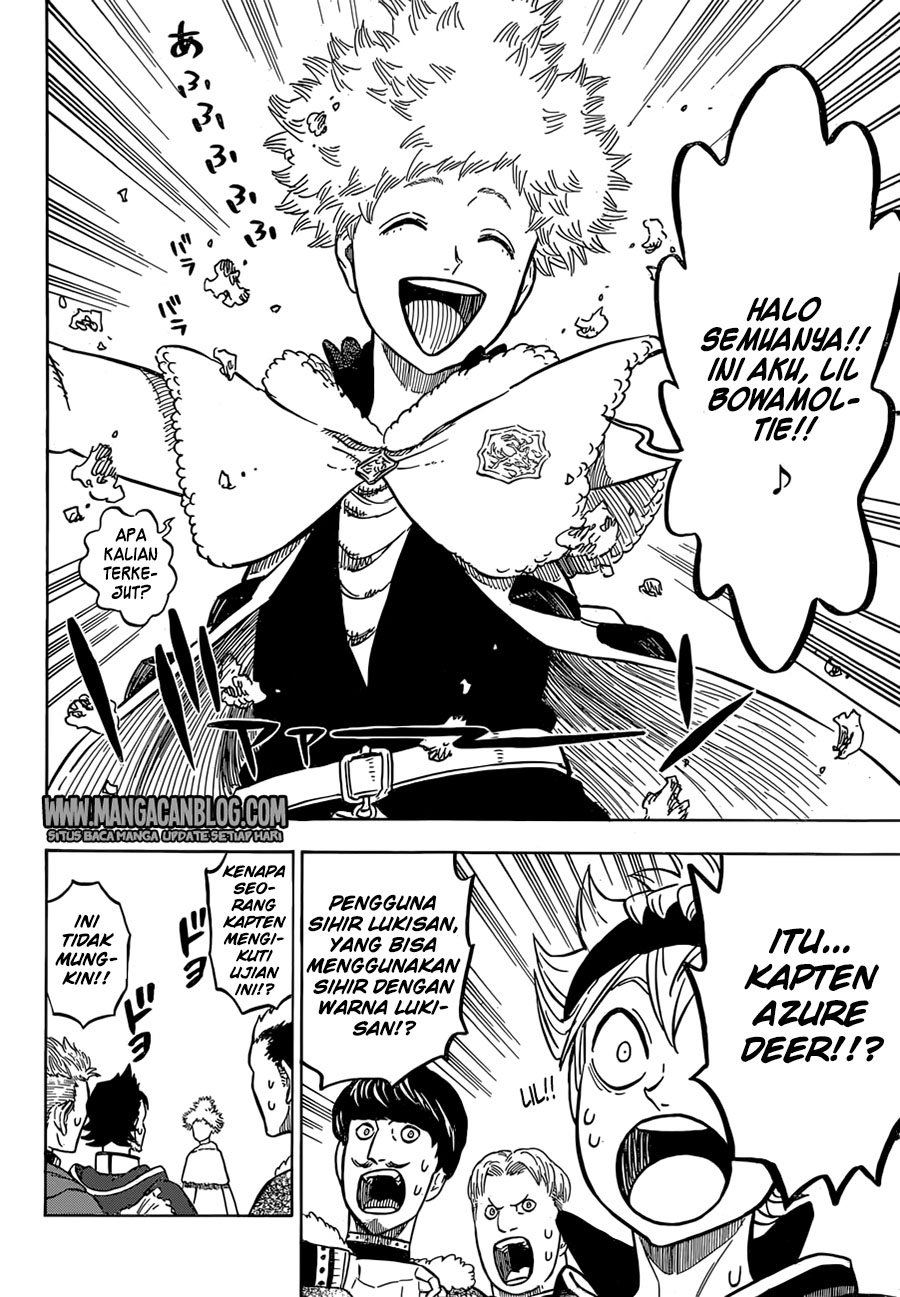 あ
ふ
ふ
ふ
ふ
ふ
バラ
バラ
HALO
SEMUANYA!!
INI AKU, LIL
BOWAMOL-
TIE!!
♪
APA
KALIAN
TERKE-
JUT?
WWW.MANGACANBLOG.COM
SITUS BACA MANGA UPDATE SETIAP HARI
ITU...
KAPTEN
AZURE
DEER!!?
LIL!!
PENGGUNA
SIHIR LUKISAN,
YANG BISA
MENGGUNAKAN
SIHIR DENGAN
WARNA LUKI-
SAN!?
KENAPA
SEO-
RANG
KAPTEN
MENGI-
KUTI
UJIAN
INI!?
ドヨ
ドヨ
INI
TIDAK
MUNG-
KIN!!